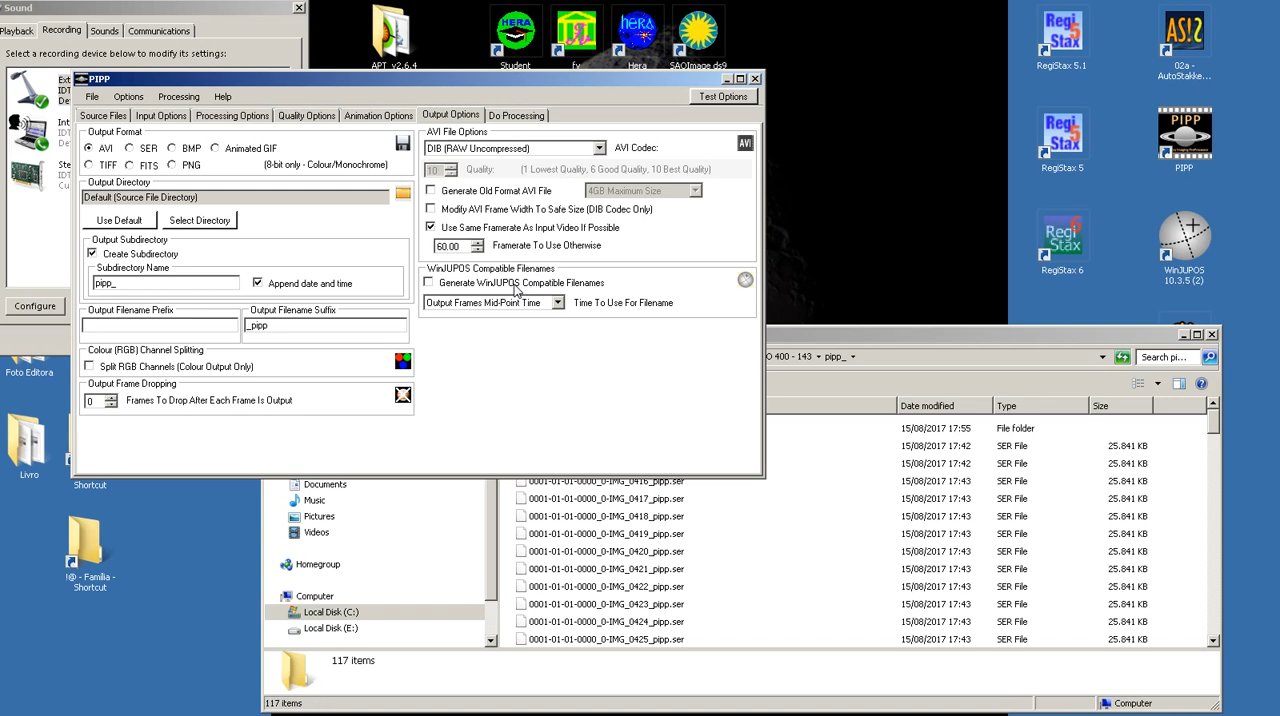 Sound
Playback Recording Sounds Communications
Select a recording device below to modify its settings:
Ext
IDT
De
Int
IDT
De
Ste
IDT
Cu
Configure
APT_v2.6.4
Student
Hera
SAOImage ds9
RegiStax 5.1
02a -
AutoStakke...
RegiStax 5
PIPP
RegiStax 6
WinJUPOS
10.3.5 (2)
Foto Editora
Livro
Shortcut
!@ - Família -
Shortcut
PIPP
File Options Processing Help
Test Options
Source Files Input Options Processing Options Quality Options Animation Options Output Options Do Processing
Output Format
AVI SER BMP Animated GIF
TIFF FITS PNG (8-bit only - Colour/Monochrome)
Output Directory
Default (Source File Directory)
Use Default Select Directory
Output Subdirectory
Create Subdirectory
Subdirectory Name
pipp_ Append date and time
Output Filename Prefix Output Filename Suffix
_pipp
Colour (RGB) Channel Splitting
Split RGB Channels (Colour Output Only)
Output Frame Dropping
0 Frames To Drop After Each Frame Is Output
AVI File Options
DIB (RAW Uncompressed) AVI Codec: AVI
10 Quality: (1 Lowest Quality, 6 Good Quality, 10 Best Quality)
Generate Old Format AVI File 4GB Maximum Size
Modify AVI Frame Width To Safe Size (DIB Codec Only)
Use Same Framerate As Input Video If Possible
60.00 Framerate To Use Otherwise
WinJUPOS Compatible Filenames
Generate WinJUPOS Compatible Filenames
Output Frames Mid-Point Time Time To Use For Filename
O 400 - 143 pipp_ Search pi...
Date modified Type Size
15/08/2017 17:55 File folder
15/08/2017 17:42 SER File 25.841 KB
15/08/2017 17:42 SER File 25.841 KB
0001-01-01-0000_0-IMG_0416_pipp.ser 15/08/2017 17:43 SER File 25.841 KB
0001-01-01-0000_0-IMG_0417_pipp.ser 15/08/2017 17:43 SER File 25.841 KB
0001-01-01-0000_0-IMG_0418_pipp.ser 15/08/2017 17:43 SER File 25.841 KB
0001-01-01-0000_0-IMG_0419_pipp.ser 15/08/2017 17:43 SER File 25.841 KB
0001-01-01-0000_0-IMG_0420_pipp.ser 15/08/2017 17:43 SER File 25.841 KB
0001-01-01-0000_0-IMG_0421_pipp.ser 15/08/2017 17:43 SER File 25.841 KB
0001-01-01-0000_0-IMG_0422_pipp.ser 15/08/2017 17:43 SER File 25.841 KB
0001-01-01-0000_0-IMG_0423_pipp.ser 15/08/2017 17:43 SER File 25.841 KB
0001-01-01-0000_0-IMG_0424_pipp.ser 15/08/2017 17:43 SER File 25.841 KB
0001-01-01-0000_0-IMG_0425_pipp.ser 15/08/2017 17:43 SER File 25.841 KB
Documents
Music
Pictures
Videos
Homegroup
Computer
Local Disk (C:)
Local Disk (E:)
117 items
117 items Computer